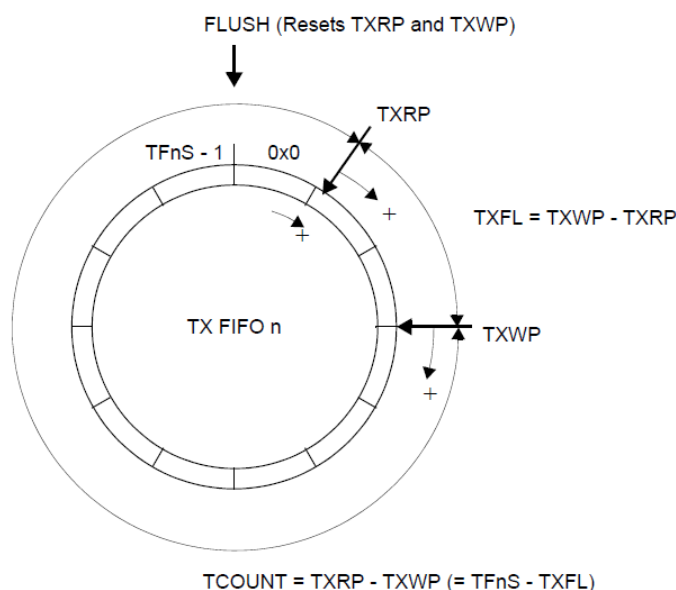 FLUSH (Resets TXRP and TXWP)
TXRP
TFnS - 1
0x0
+
+
TXFL = TXWP - TXRP
TX FIFO n
TXWP
+
TCOUNT = TXRP - TXWP (= TFnS - TXFL)